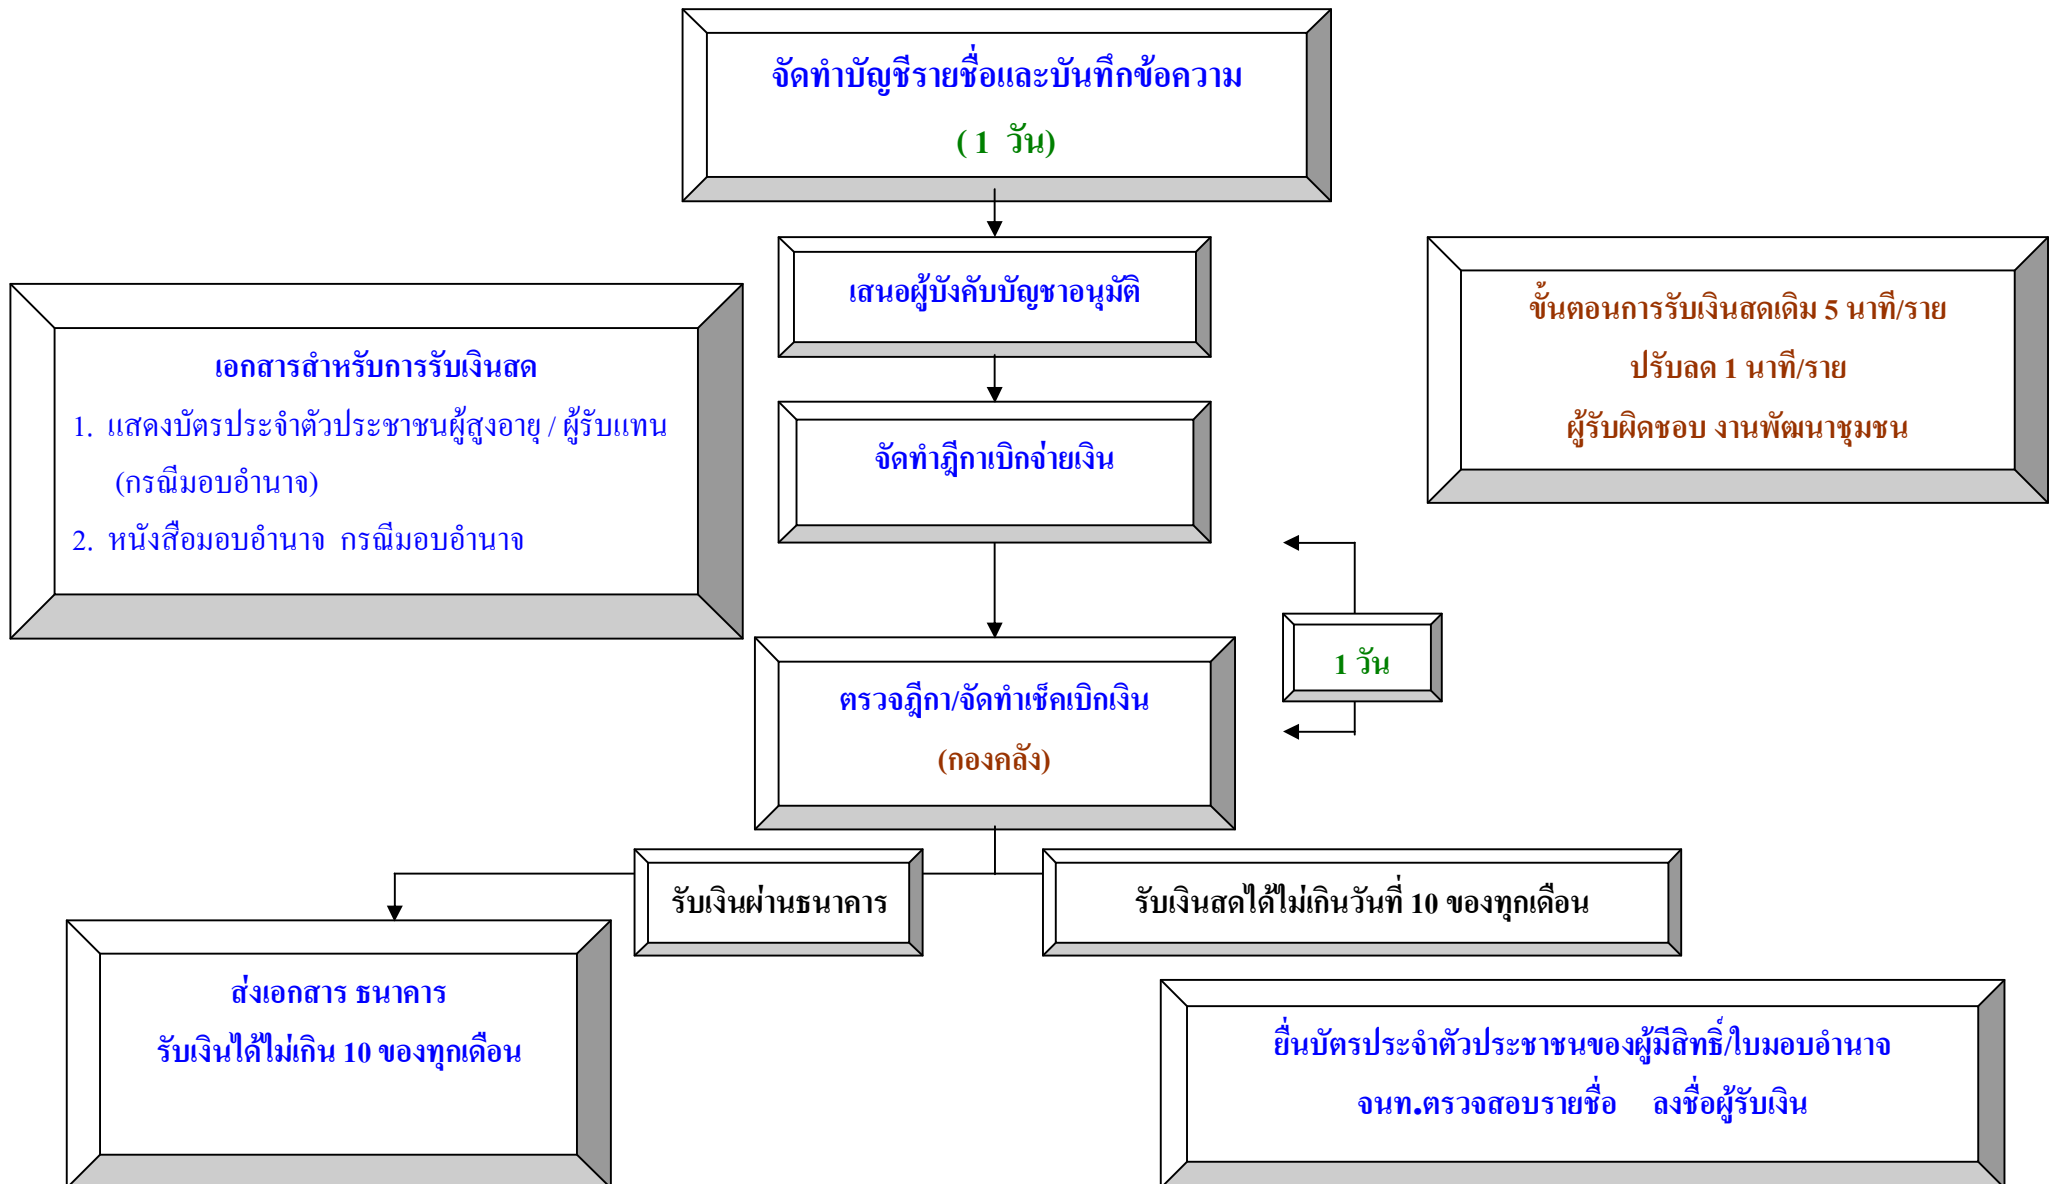 จัดทำบัญชีรายชื่อและบันทึกข้อความ
( 1 วัน)
เสนอผู้บังคับบัญชาอนุมัติ
ขั้นตอนการรับเงินสดเดิม 5 นาที/ราย
ปรับลด 1 นาที/ราย
ผู้รับผิดชอบ งานพัฒนาชุมชน
เอกสารสำหรับการรับเงินสด
1. แสดงบัตรประจำตัวประชาชนผู้สูงอายุ / ผู้รับแทน
(กรณีมอบอำนาจ)
2. หนังสือมอบอำนาจ กรณีมอบอำนาจ
จัดทำฎีกาเบิกจ่ายเงิน
1 วัน
ตรวจฎีกา/จัดทำเช็คเบิกเงิน
(กองคลัง)
รับเงินผ่านธนาคาร
รับเงินสดได้ไม่เกินวันที่ 10 ของทุกเดือน
ส่งเอกสาร ธนาคาร
รับเงินได้ไม่เกิน 10 ของทุกเดือน
ยื่นบัตรประจำตัวประชาชนของผู้มีสิทธิ์/ใบมอบอำนาจ
จนท.ตรวจสอบรายชื่อ ลงชื่อผู้รับเงิน